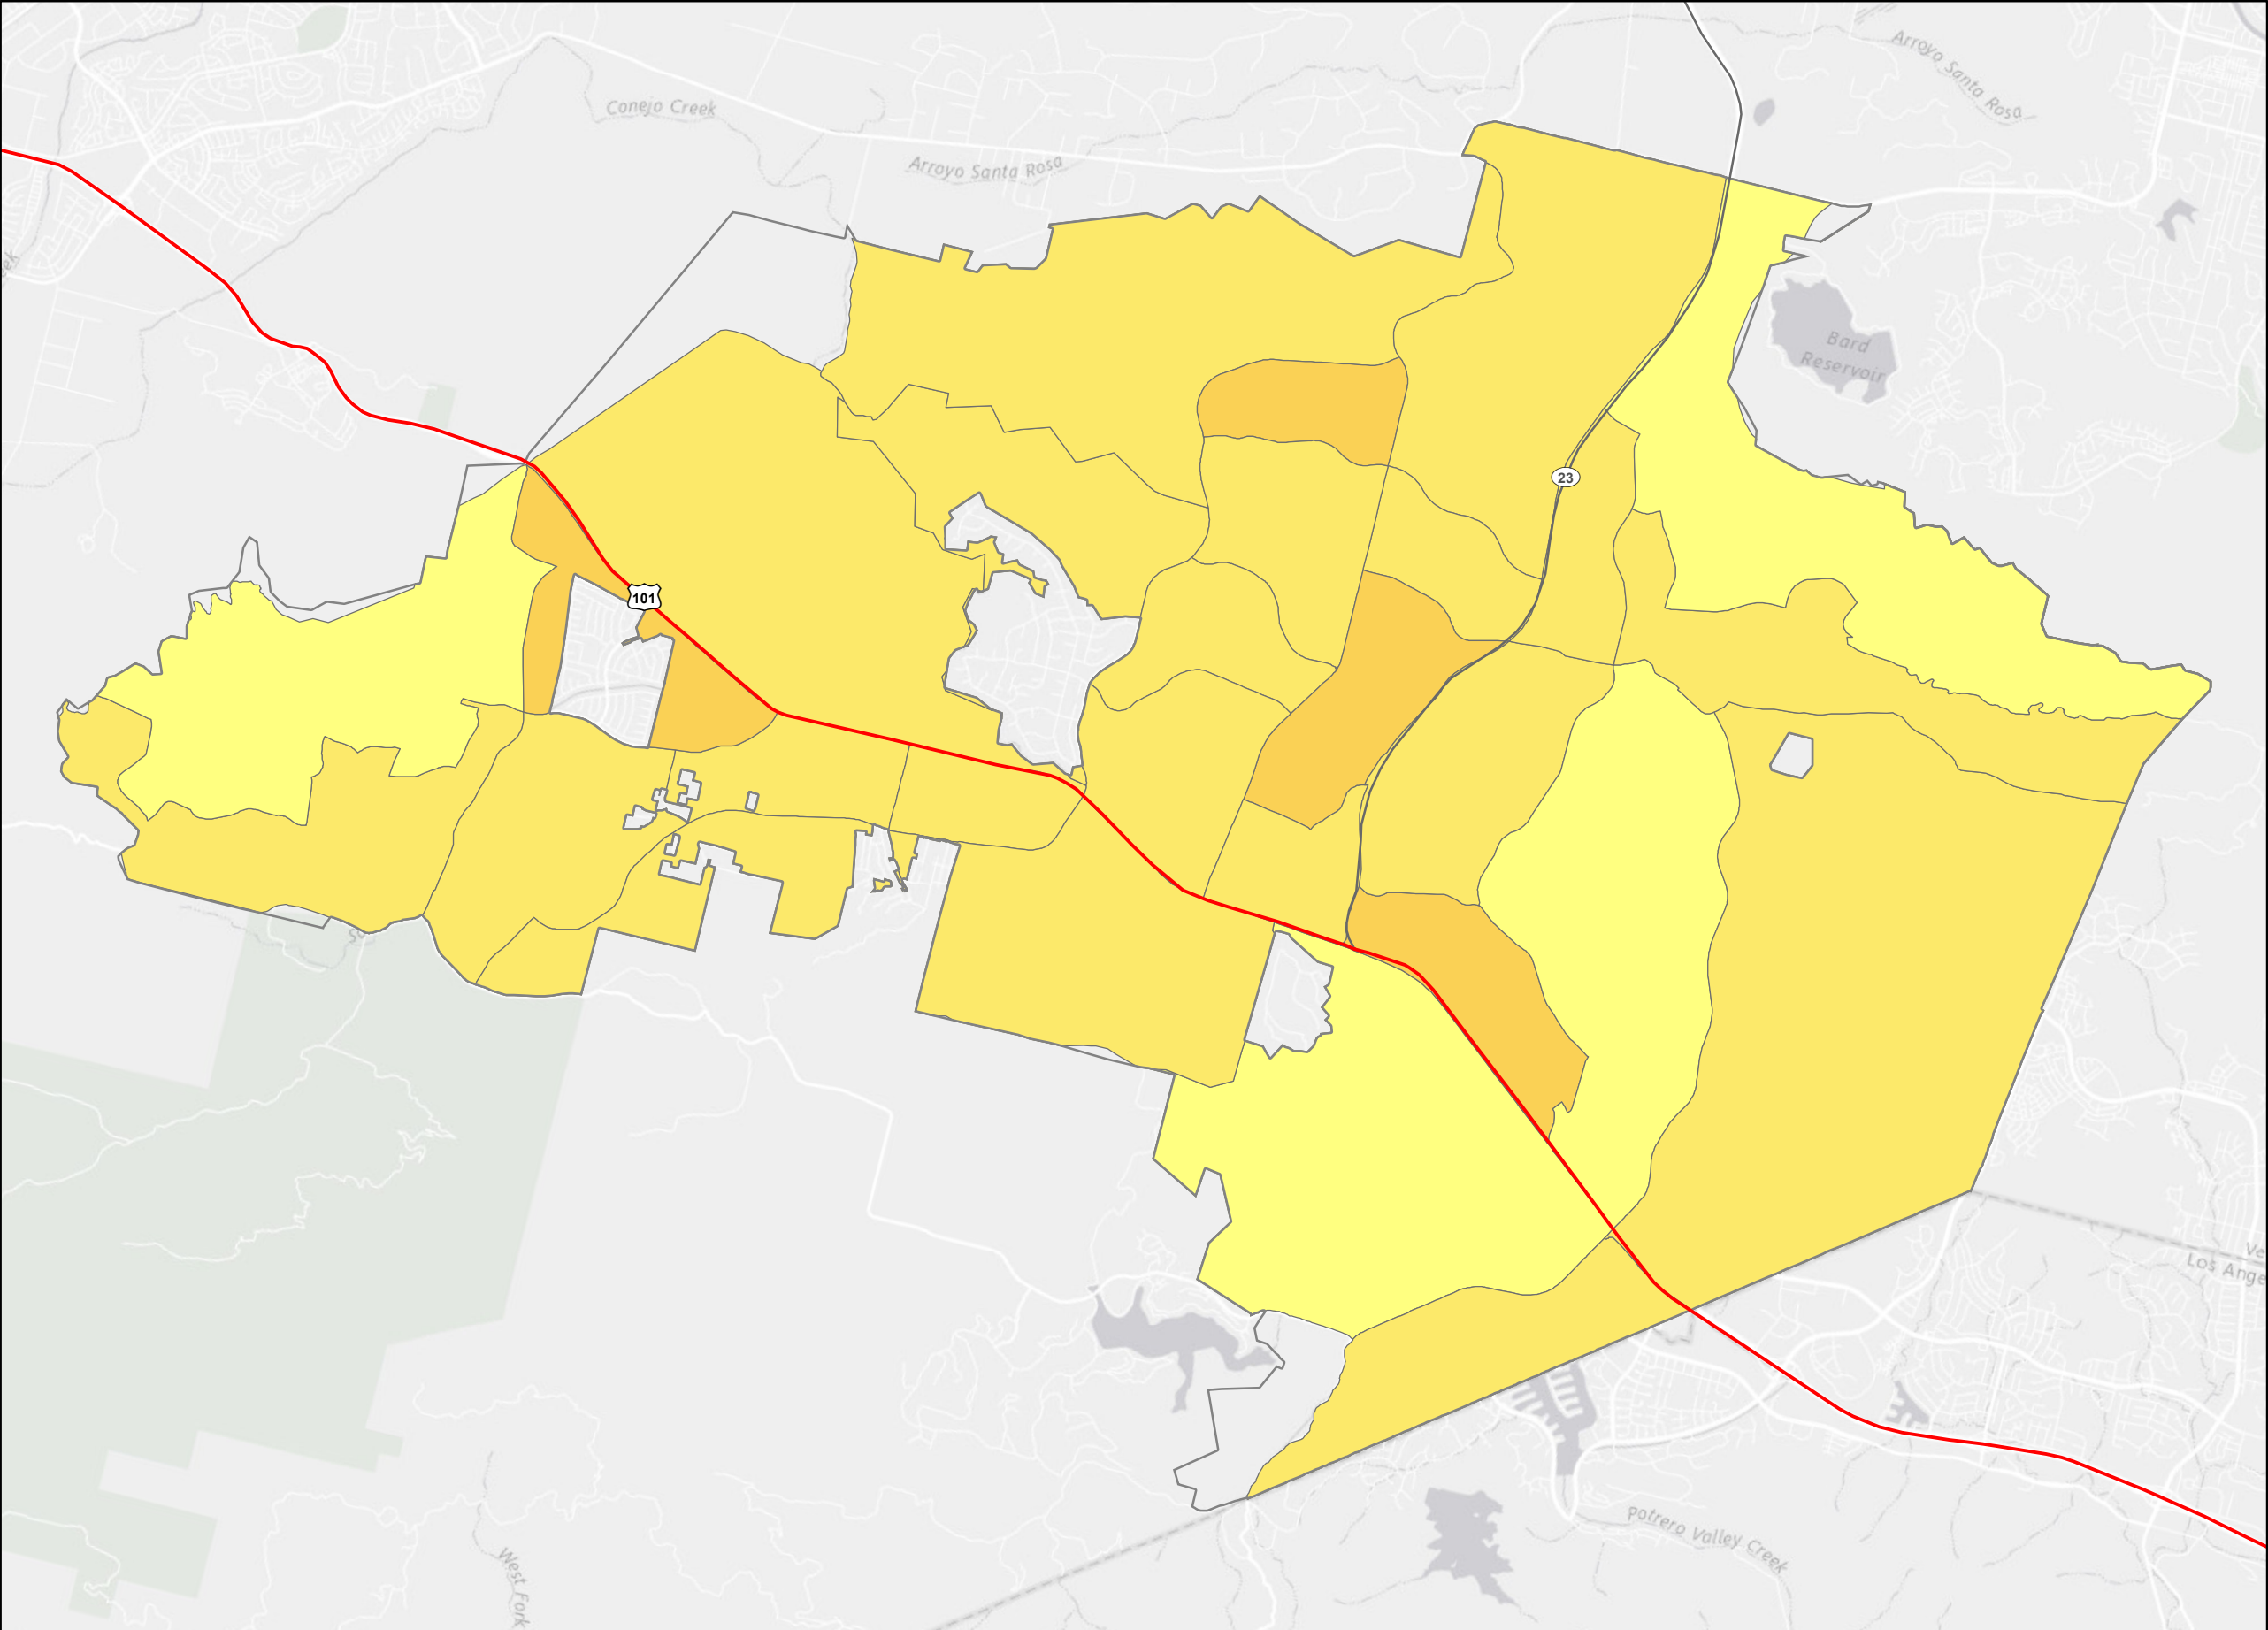 Arroyo Santa Rosa
Conejo Creek
Arroyo Santa Rosa
Bard
Reservoir
23
101
Los Ange
Potrero Valley Creek
West Fork